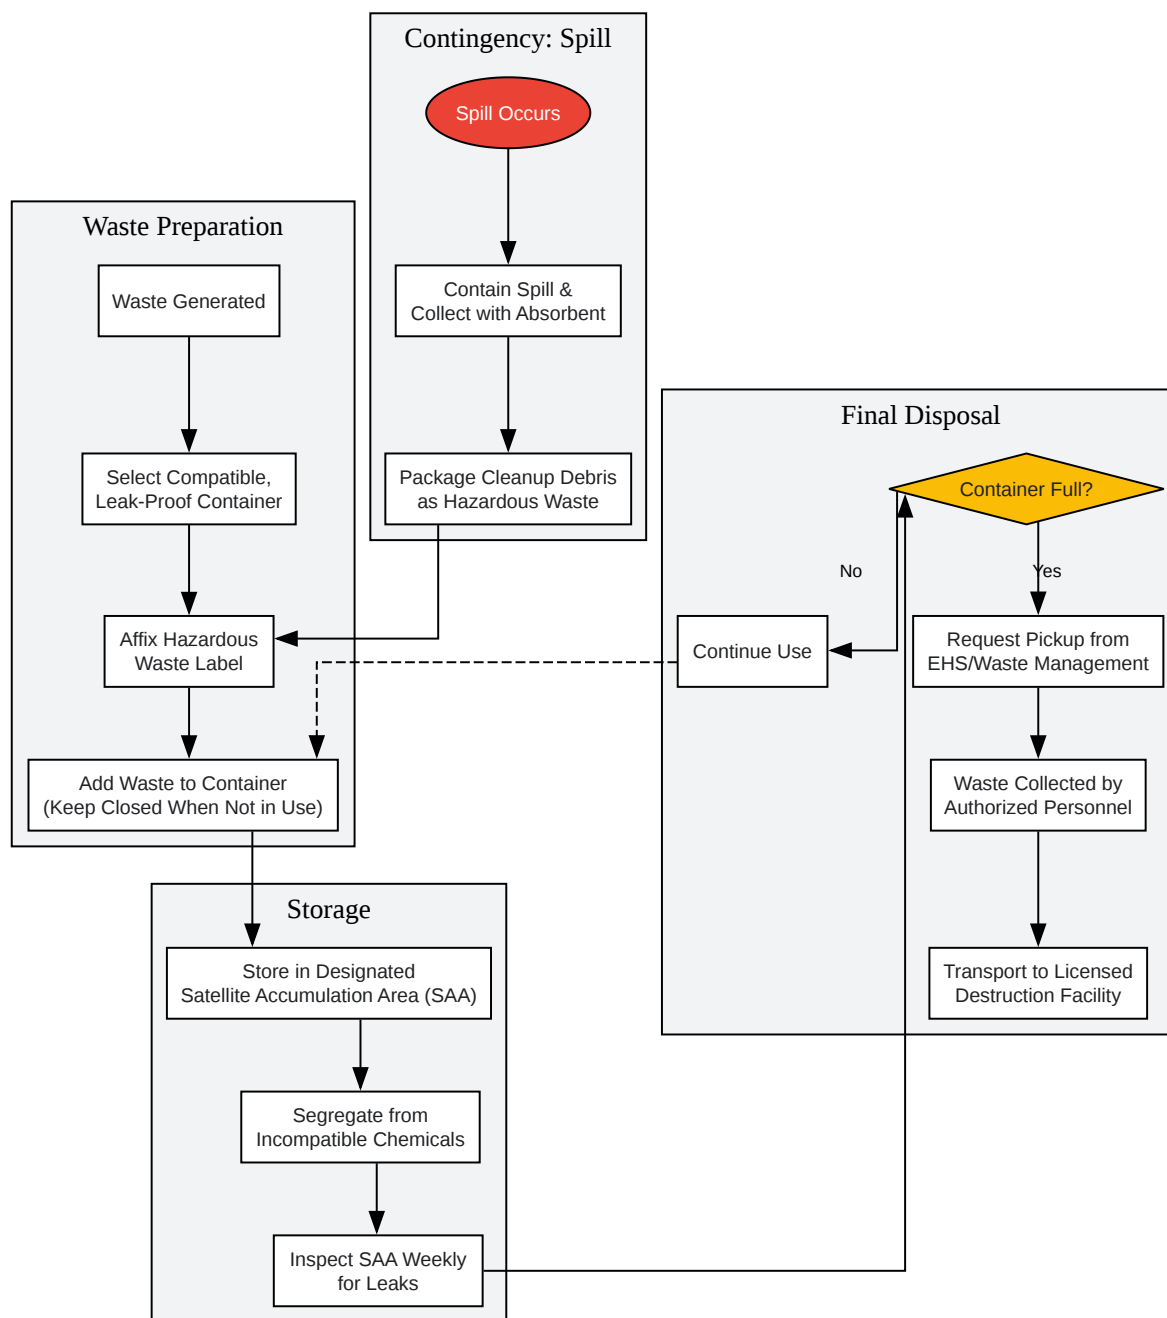 Contingency: Spill
Spill Occurs
Contain Spill &
Collect with Absorbent
Package Cleanup Debris
as Hazardous Waste
Waste Preparation
Waste Generated
Select Compatible,
Leak-Proof Container
Affix Hazardous
Waste Label
Add Waste to Container
(Keep Closed When Not in Use)
Storage
Store in Designated
Satellite Accumulation Area (SAA)
Segregate from
Incompatible Chemicals
Inspect SAA Weekly
for Leaks
Final Disposal
Container Full?
No
Yes
Continue Use
Request Pickup from
EHS/Waste Management
Waste Collected by
Authorized Personnel
Transport to Licensed
Destruction Facility